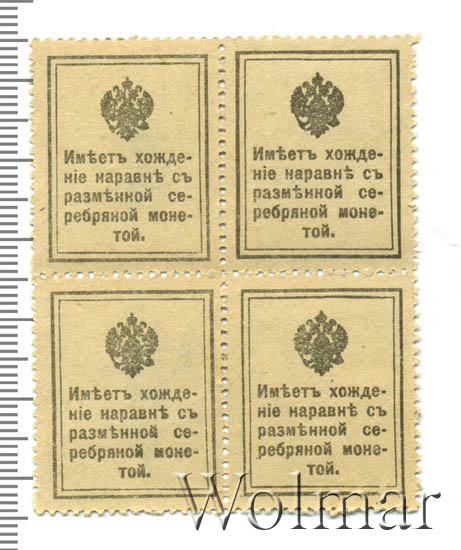 Имѣетъ хожде-
ніе наравнѣ съ
размѣнной се-
ребряной моне-
той.
Имѣетъ хожде-
ніе наравнѣ съ
размѣнной се-
ребряной моне-
той.
Имѣетъ хожде-
ніе наравнѣ съ
размѣнной се-
ребряной моне-
той.
Имѣетъ хожде-
ніе наравнѣ съ
размѣнной се-
ребряной моне-
той.
Wolmar